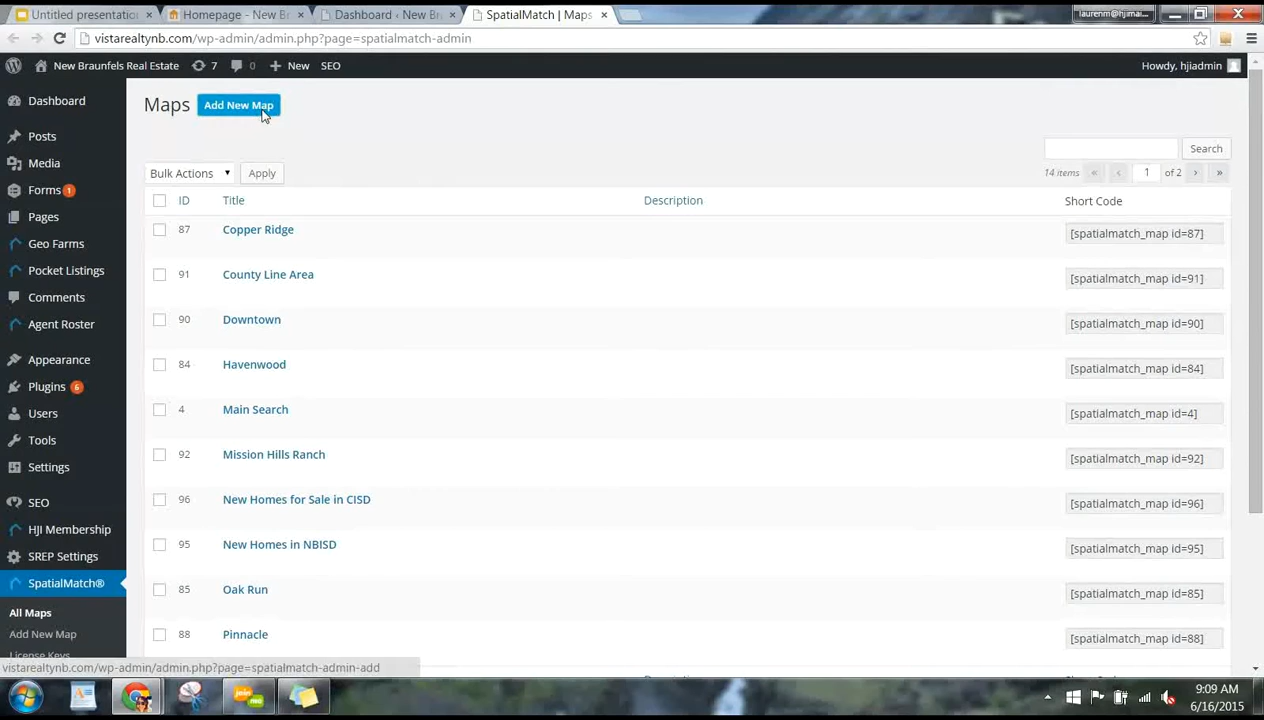 Untitled presentatio
Homepage - New Br
Dashboard ‹ New Br
SpatialMatch | Maps
laurenm@hjimai...
vistarealtynb.com/wp-admin/admin.php?page=spatialmatch-admin
New Braunfels Real Estate
7
0
New
SEO
Howdy, hjiadmin
Dashboard
Posts
Media
Forms 1
Pages
Geo Farms
Pocket Listings
Comments
Agent Roster
Appearance
Plugins 6
Users
Tools
Settings
SEO
HJI Membership
SREP Settings
SpatialMatch®
All Maps
Add New Map
License Keys
Maps
Add New Map
Search
Bulk Actions
Apply
14 items « ‹ 1 of 2 › »
ID Title Description Short Code
87 Copper Ridge [spatialmatch_map id=87]
91 County Line Area [spatialmatch_map id=91]
90 Downtown [spatialmatch_map id=90]
84 Havenwood [spatialmatch_map id=84]
4 Main Search [spatialmatch_map id=4]
92 Mission Hills Ranch [spatialmatch_map id=92]
96 New Homes for Sale in CISD [spatialmatch_map id=96]
95 New Homes in NBISD [spatialmatch_map id=95]
85 Oak Run [spatialmatch_map id=85]
88 Pinnacle [spatialmatch_map id=88]
vistarealtynb.com/wp-admin/admin.php?page=spatialmatch-admin-add
join
me
9:09 AM
6/16/2015